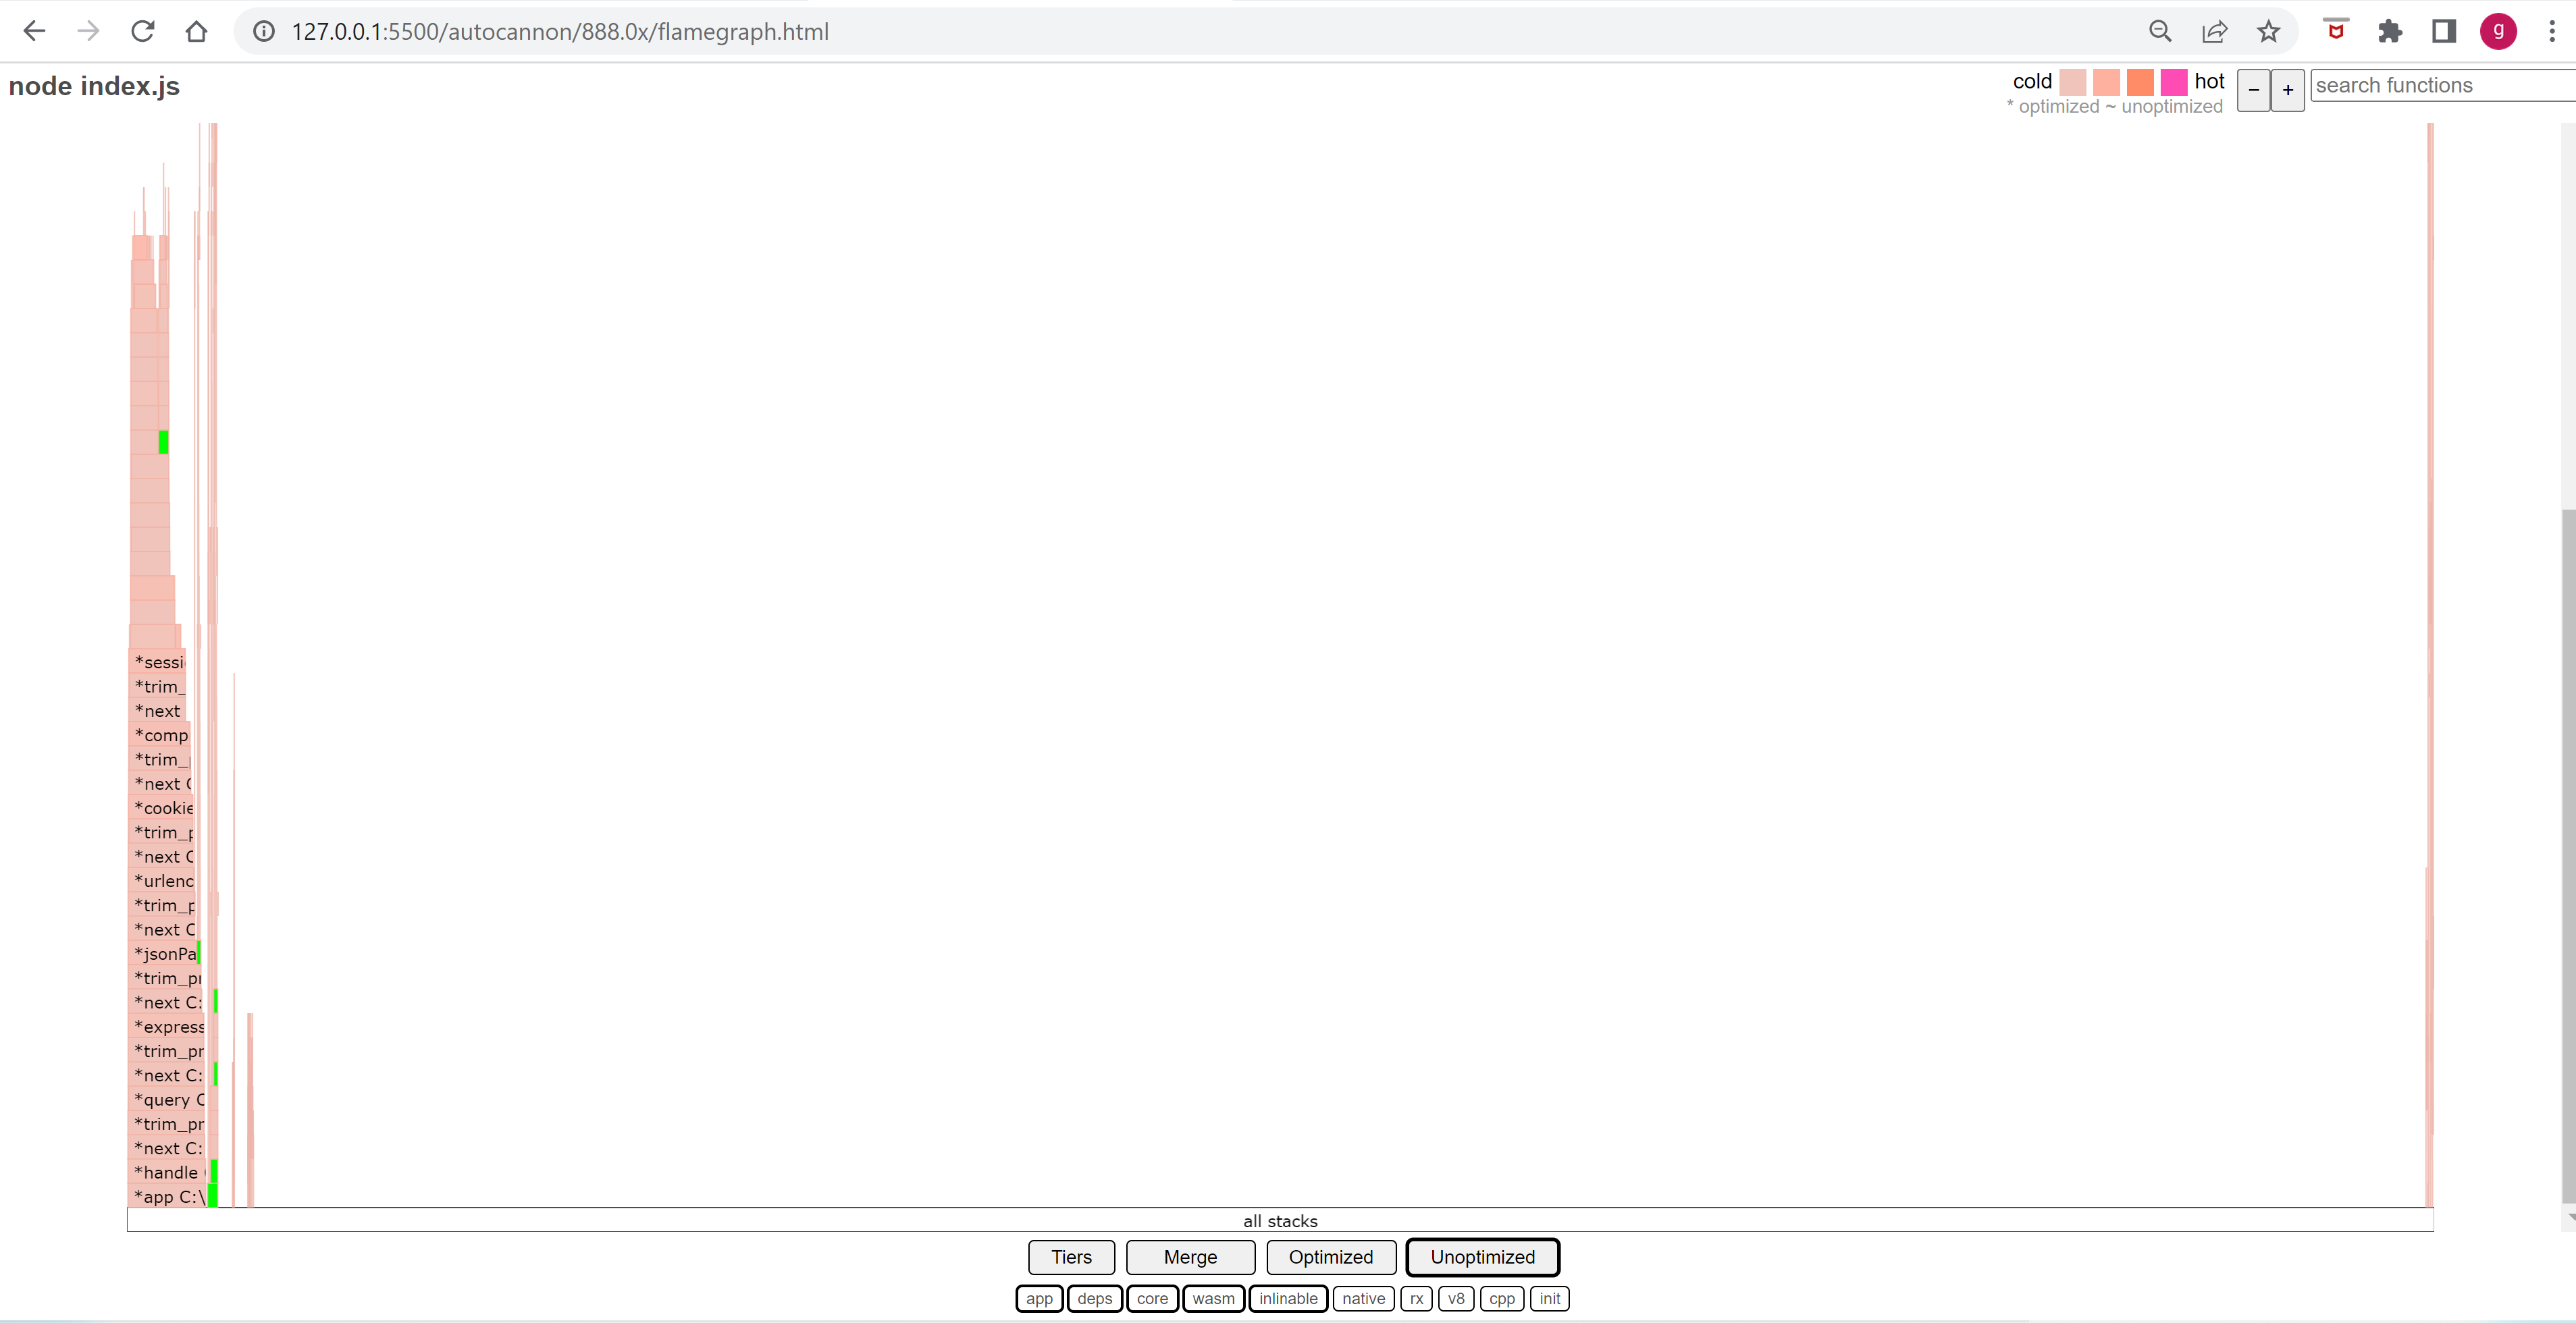 127.0.0.1:5500/autocannon/888.0x/flamegraph.html
g
node index.js
cold hot
* optimized ~ unoptimized
− +
search functions
*sessi
*trim_
*next
*comp
*trim_
*next
*cookie
*trim_p
*next C
*urlenc
*trim_p
*next C
*jsonPa
*trim_pr
*next C:
*express
*trim_pr
*next C:
*query C
*trim_pr
*next C:
*handle
*app C:\
all stacks
Tiers Merge Optimized Unoptimized
app deps core wasm inlinable native rx v8 cpp init